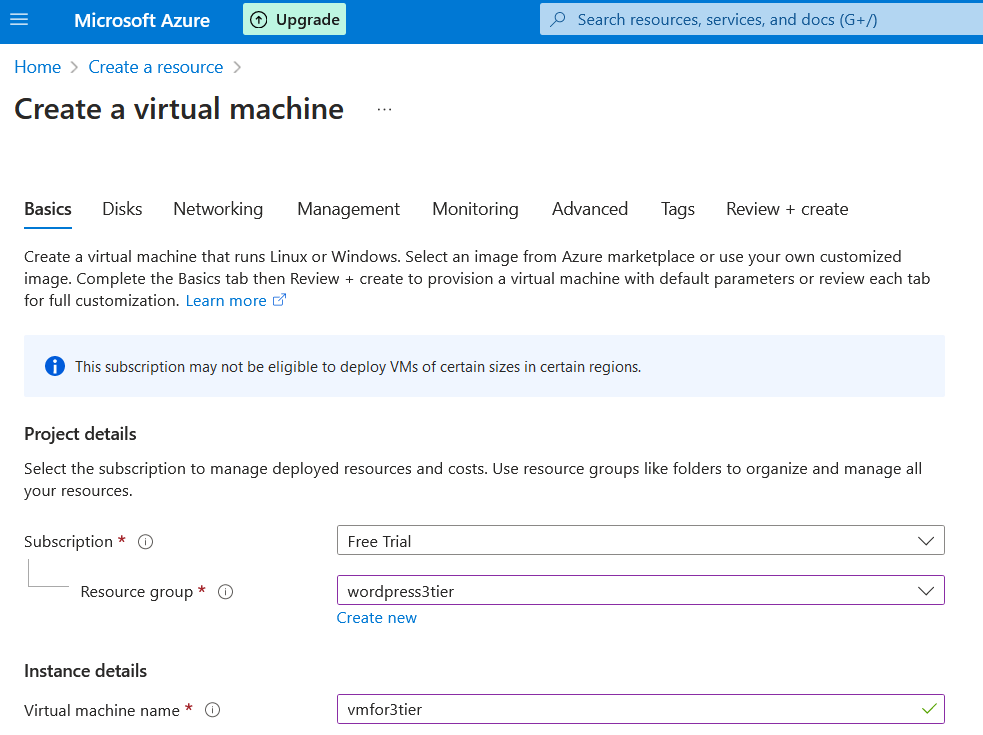 Microsoft Azure
Upgrade
Search resources, services, and docs (G+/)
Home > Create a resource >
Create a virtual machine ...
Basics Disks Networking Management Monitoring Advanced Tags Review + create
Create a virtual machine that runs Linux or Windows. Select an image from Azure marketplace or use your own customized
image. Complete the Basics tab then Review + create to provision a virtual machine with default parameters or review each tab
for full customization. Learn more
This subscription may not be eligible to deploy VMs of certain sizes in certain regions.
Project details
Select the subscription to manage deployed resources and costs. Use resource groups like folders to organize and manage all
your resources.
Subscription *
Free Trial
Resource group *
wordpress3tier
Create new
Instance details
Virtual machine name *
vmfor3tier